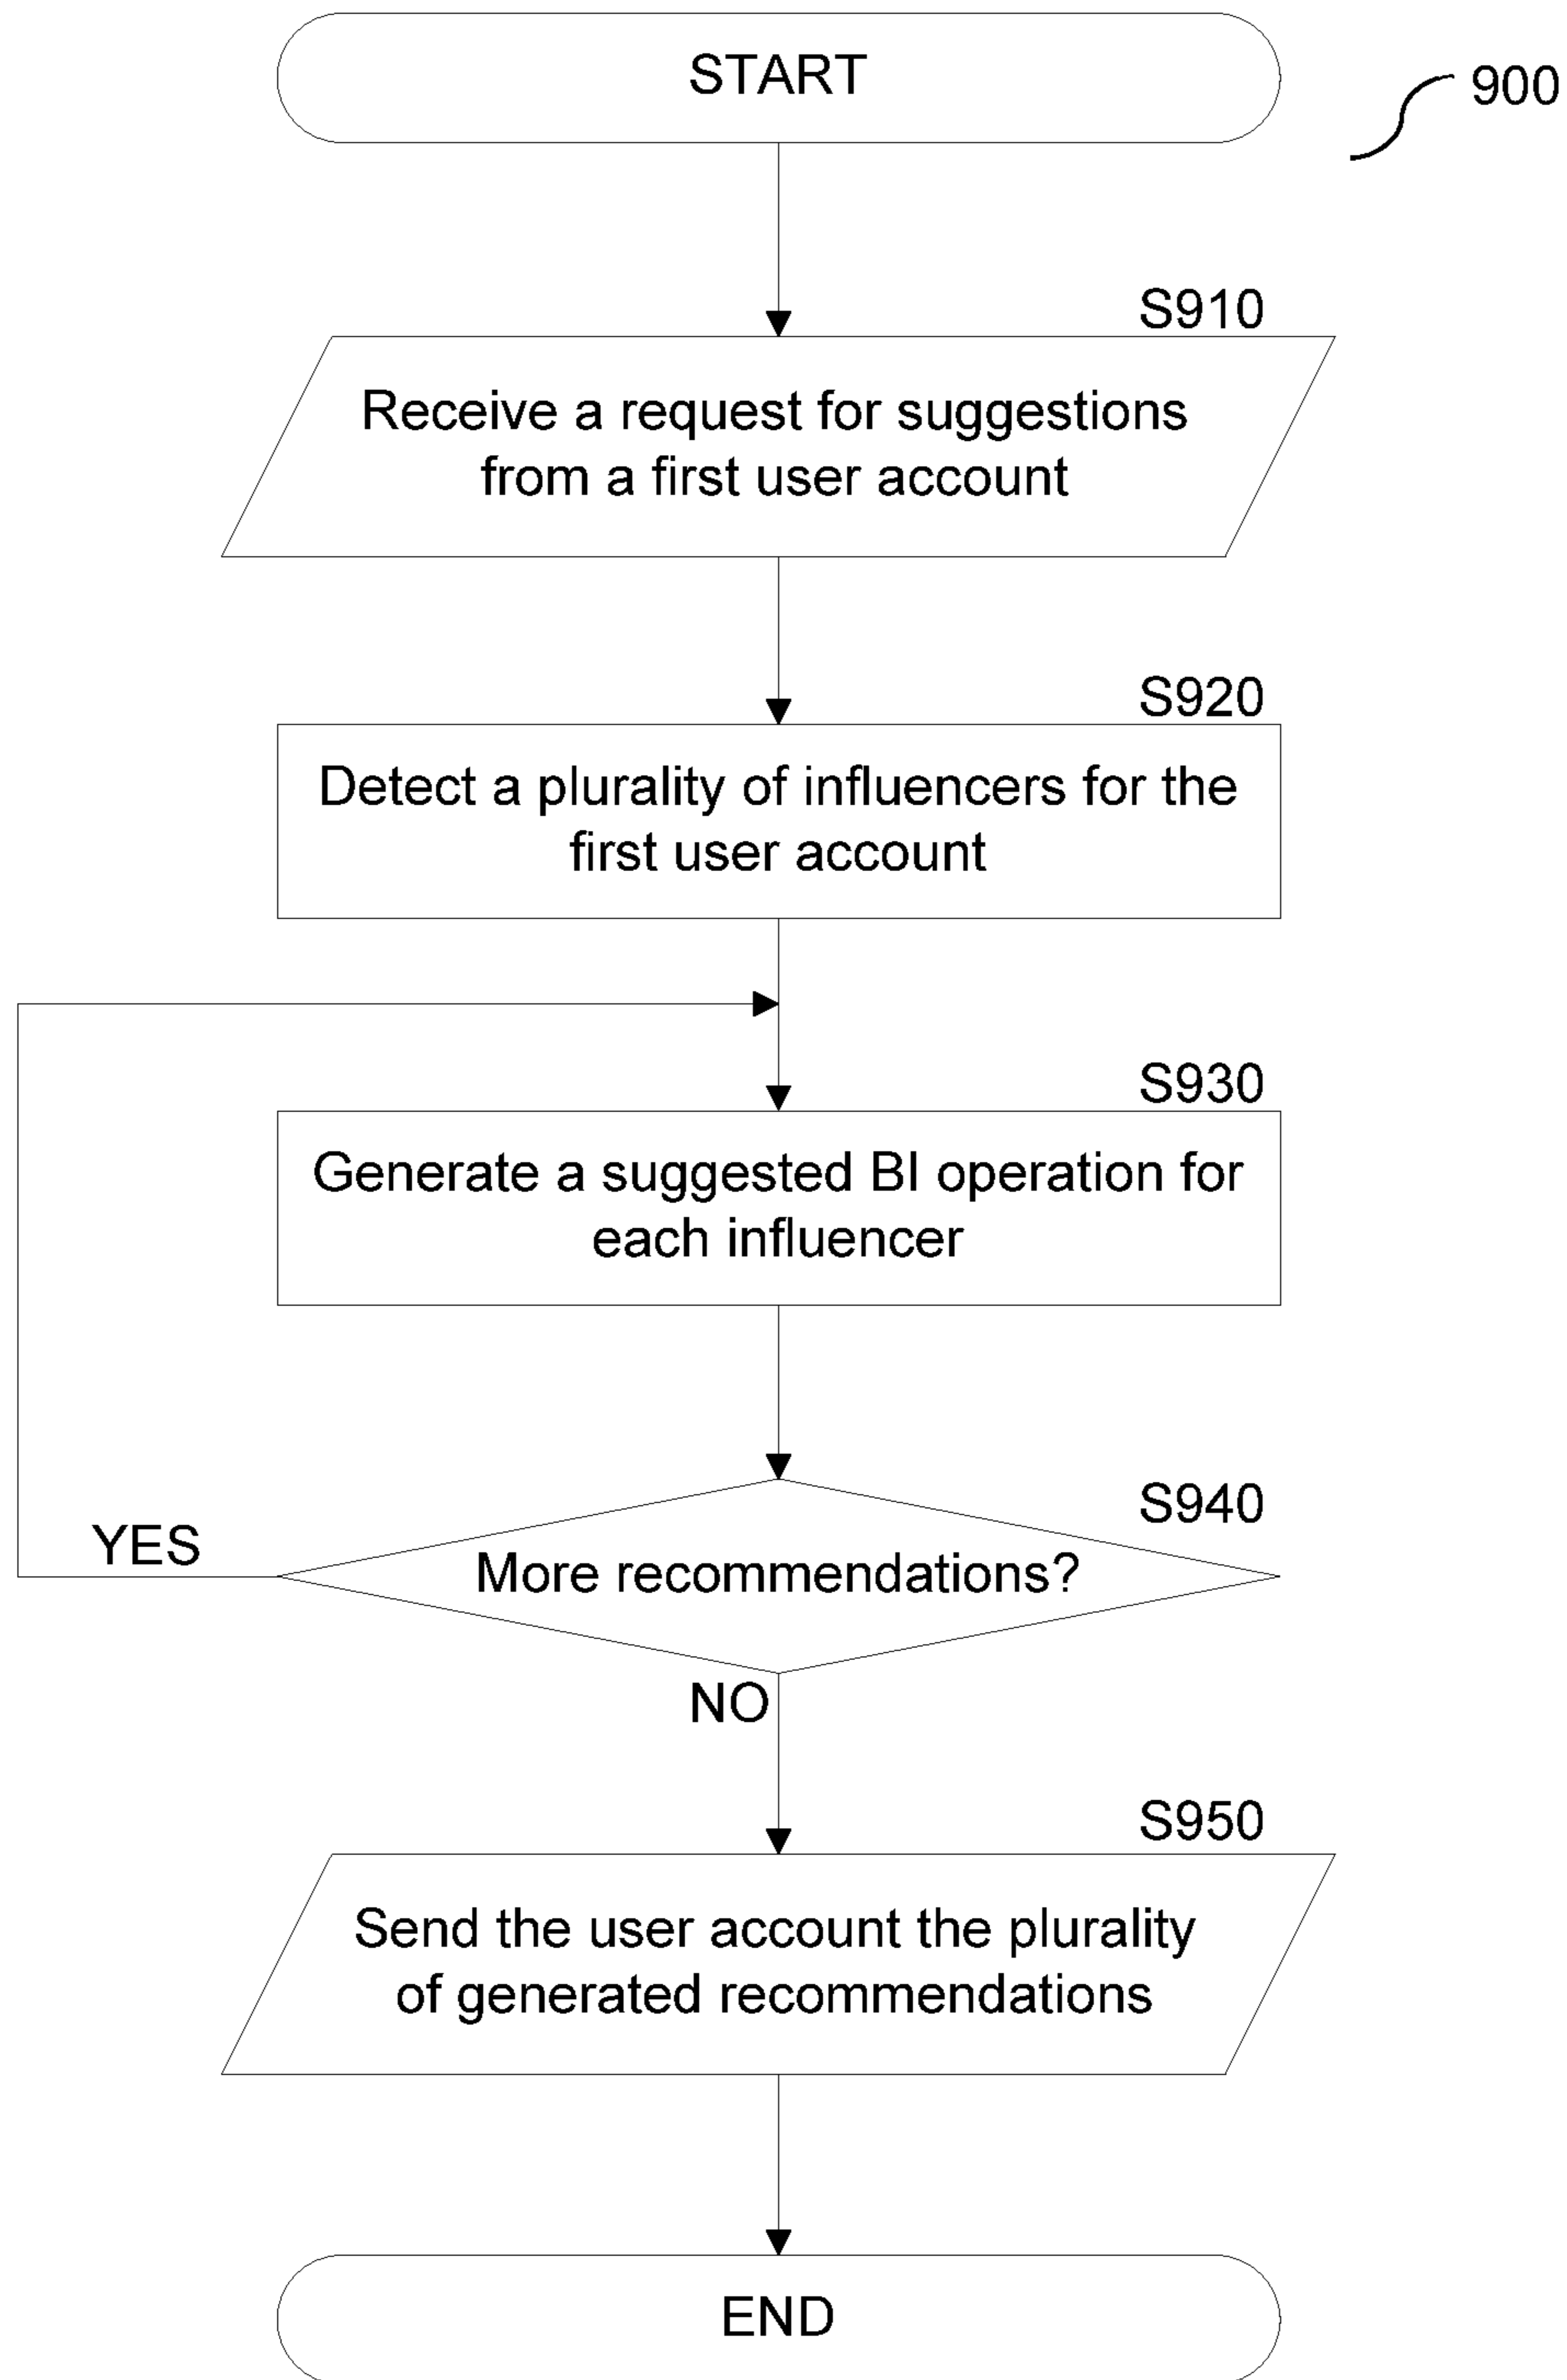 START
900
S910
Receive a request for suggestions
from a first user account
S920
Detect a plurality of influencers for the
first user account
S930
Generate a suggested BI operation for
each influencer
S940
YES
More recommendations?
NO
S950
Send the user account the plurality
of generated recommendations
END